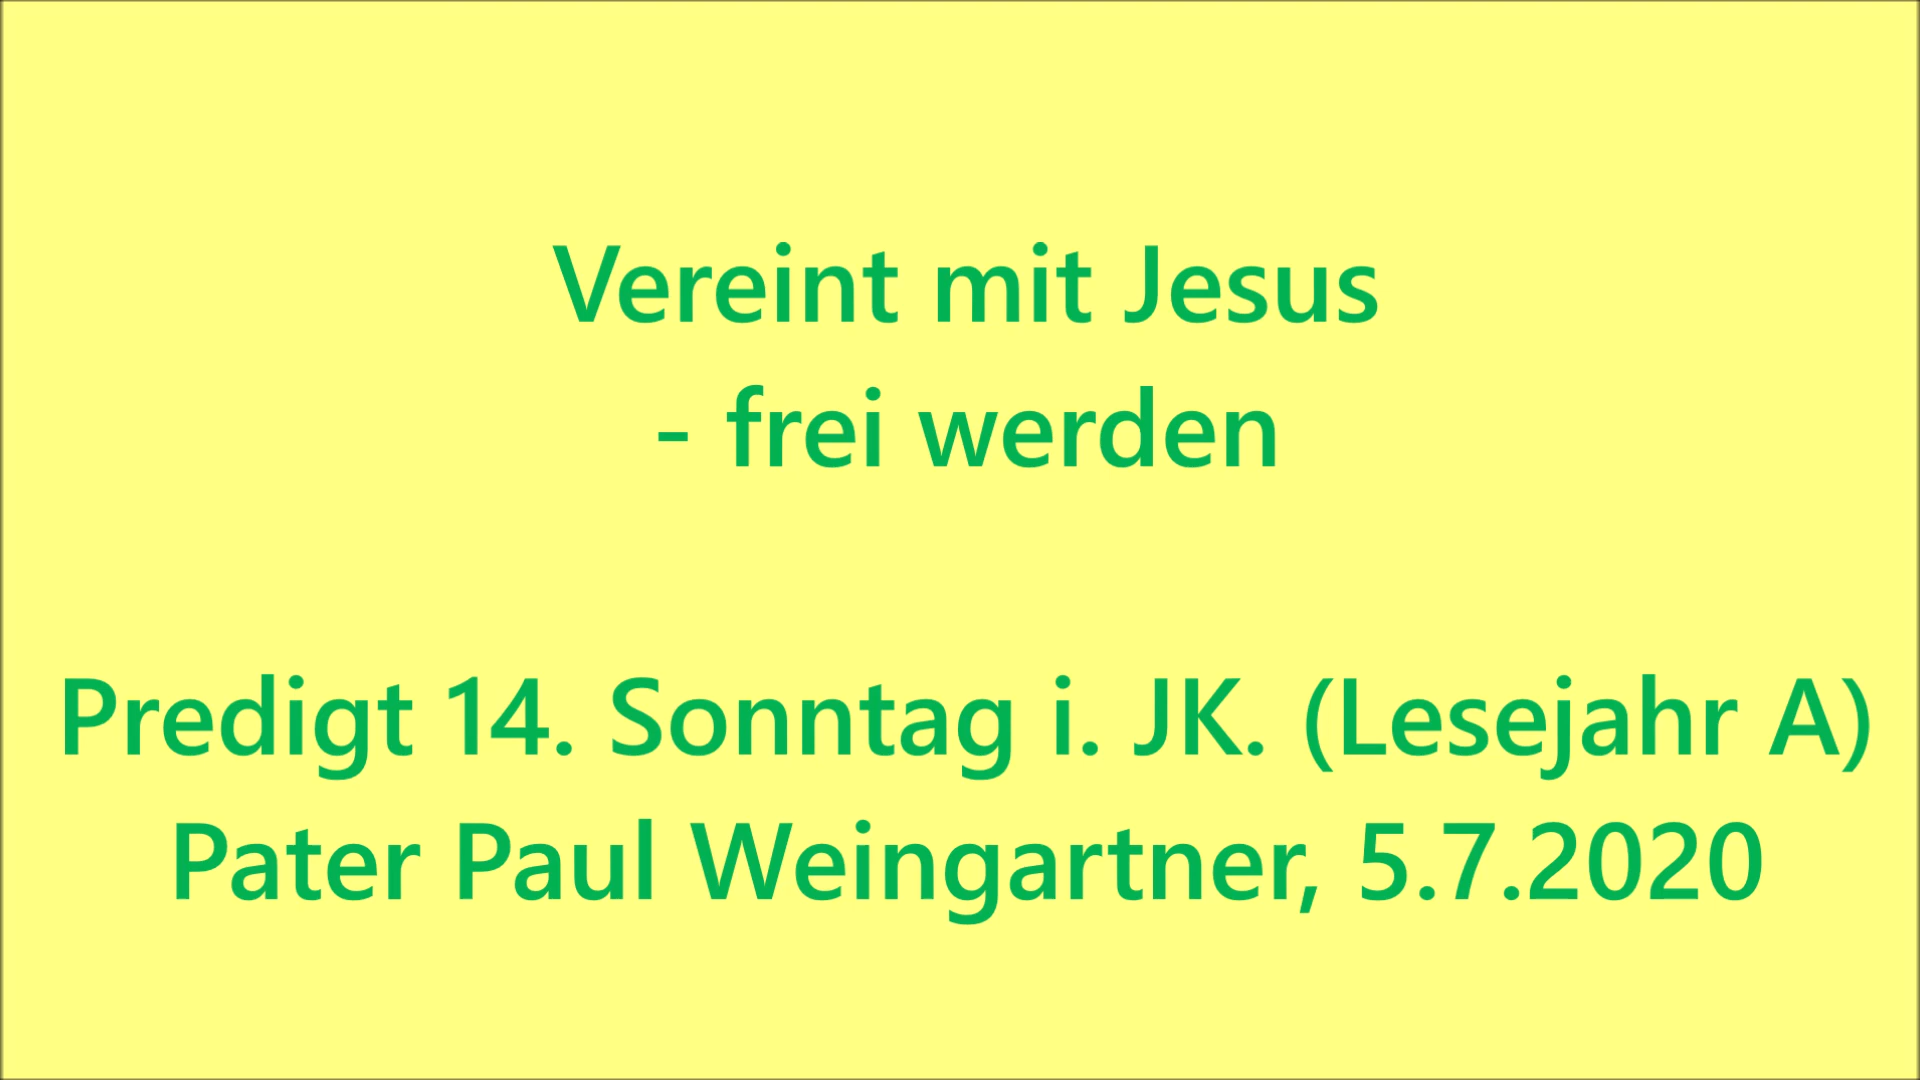 Vereint mit Jesus
- frei werden
Predigt 14. Sonntag i. JK. (Lesejahr A)
Pater Paul Weingartner, 5.7.2020